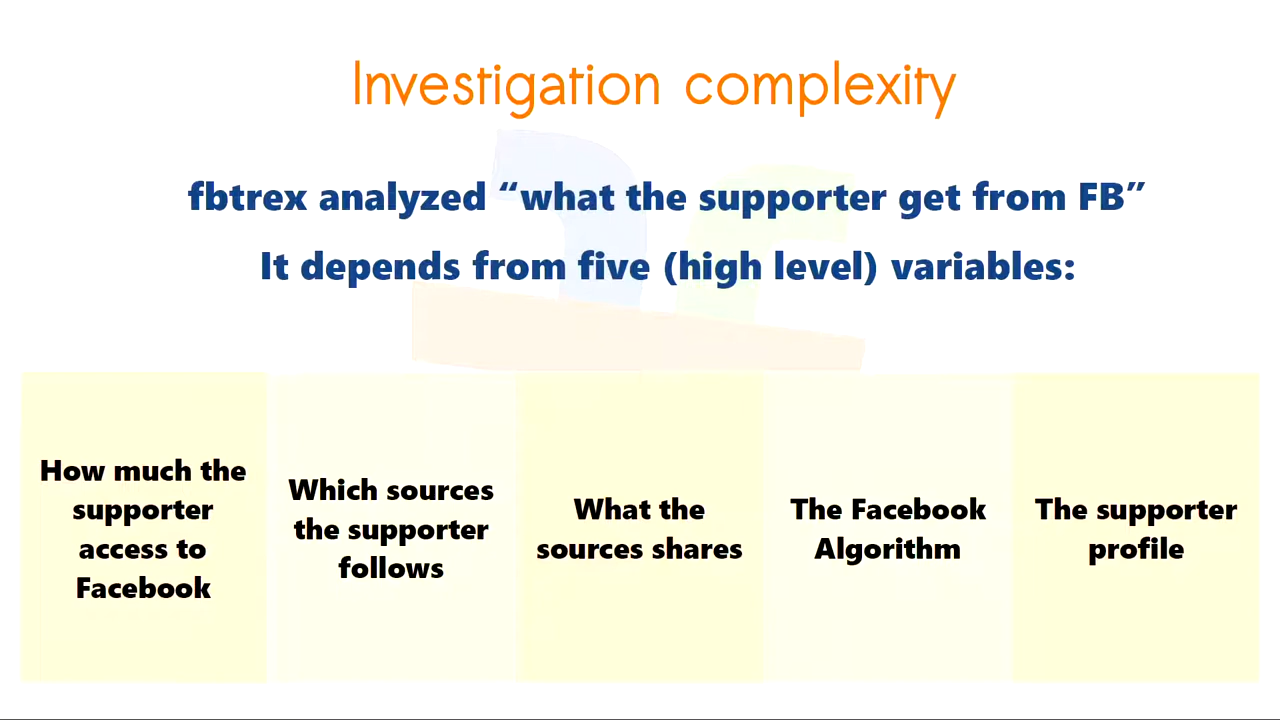 Investigation complexity
fbtrex analyzed “what the supporter get from FB”
It depends from five (high level) variables:
How much the
supporter
access to
Facebook
Which sources
the supporter
follows
What the
sources shares
The Facebook
Algorithm
The supporter
profile